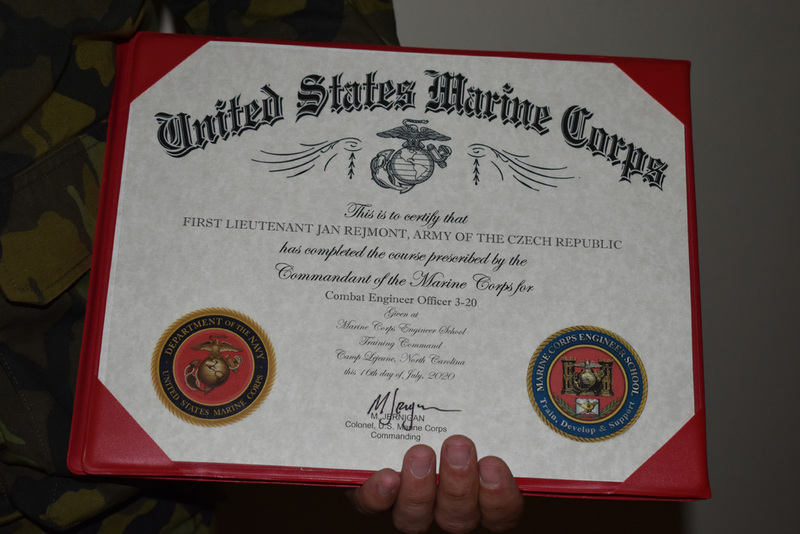 United States Marine Corps
This is to certify that
FIRST LIEUTENANT JAN REJMONT, ARMY OF THE CZECH REPUBLIC
has completed the course prescribed by the
Commandant of the Marine Corps for
Combat Engineer Officer 3-20
Given at
Marine Corps Engineer School
Training Command
Camp Lejeune, North Carolina
this 16th day of July, 2020
M. JERNIGAN
Colonel, U.S. Marine Corps
Commanding
DEPARTMENT OF THE NAVY
UNITED STATES MARINE CORPS
MARINE CORPS ENGINEER SCHOOL
Train, Develop & Support